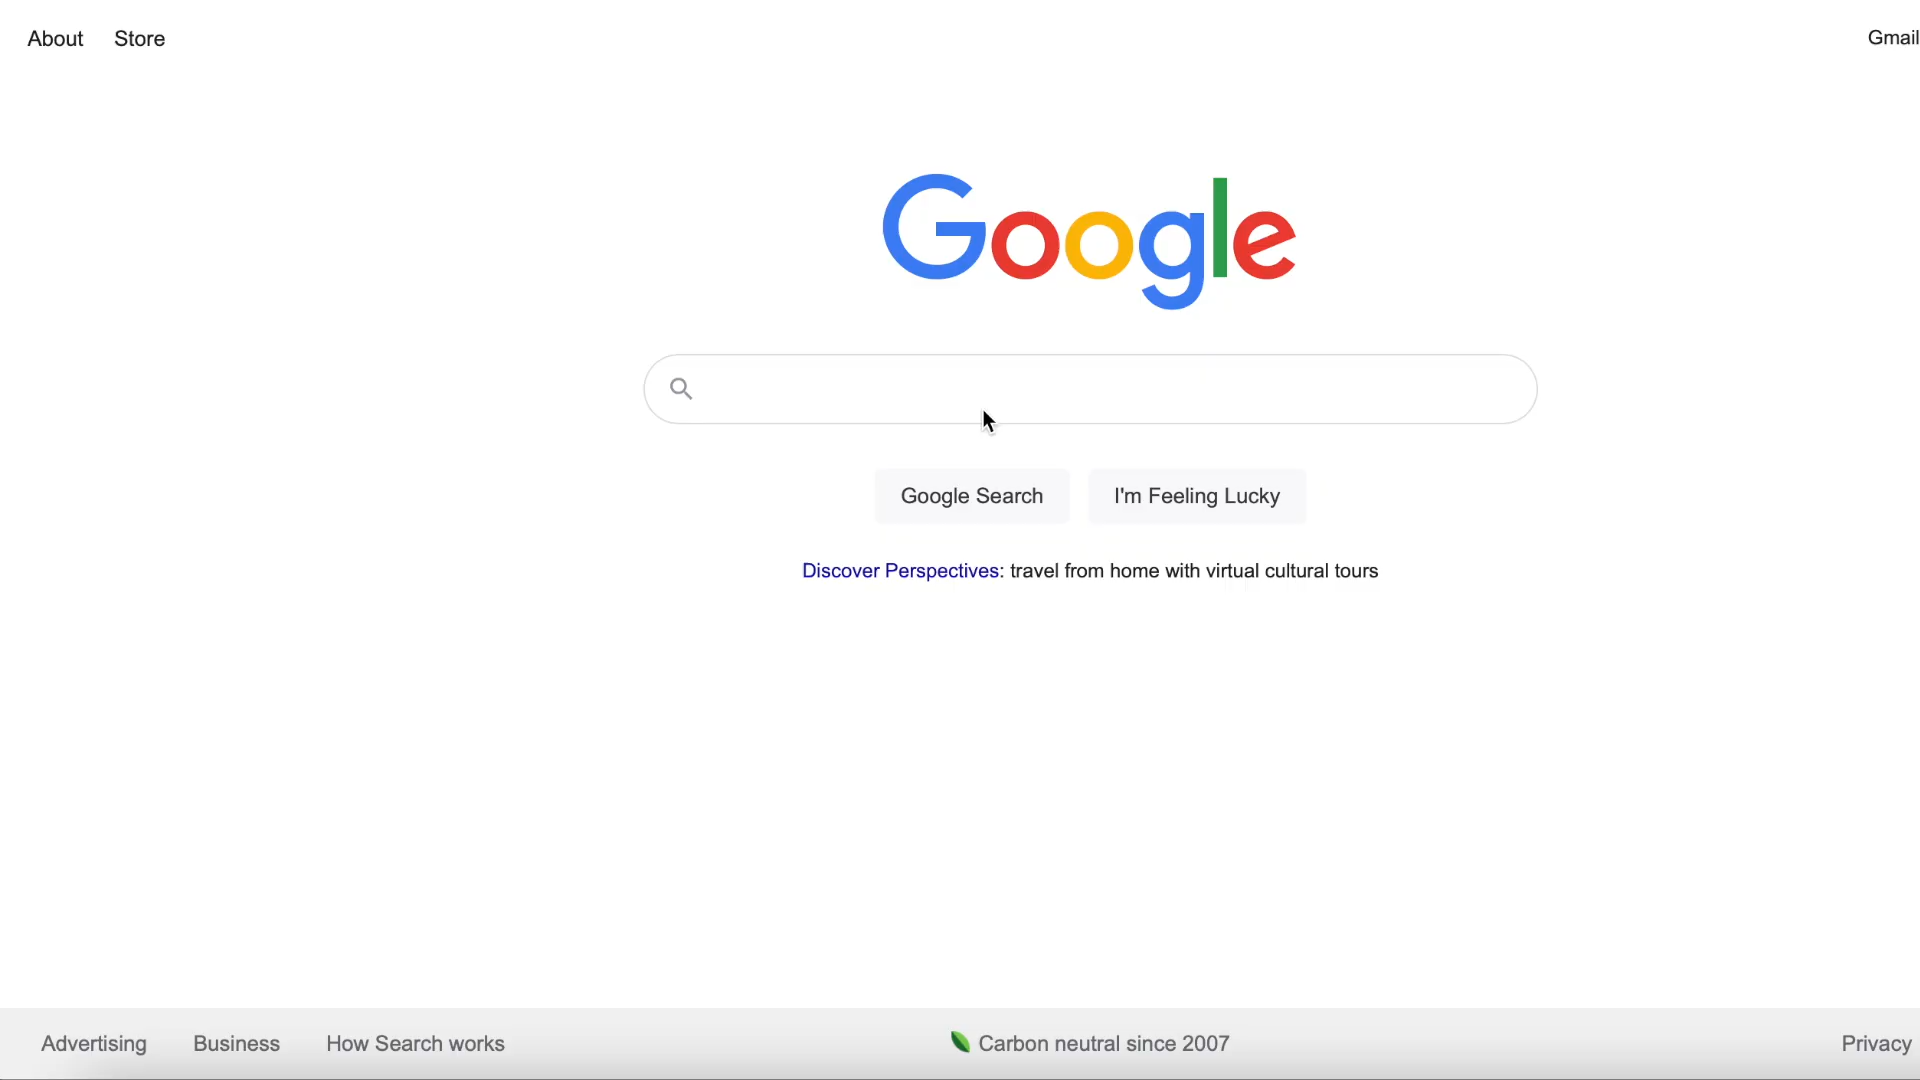 About Store Gmail
Google
Google Search I'm Feeling Lucky
Discover Perspectives: travel from home with virtual cultural tours
Advertising Business How Search works Carbon neutral since 2007 Privacy